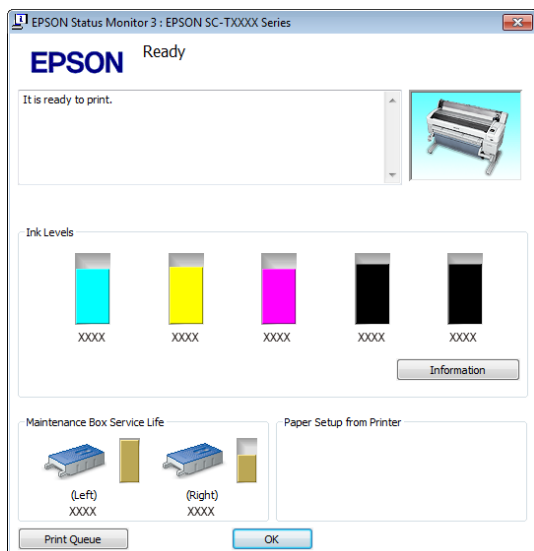 EPSON Status Monitor 3 : EPSON SC-TXXXX Series
EPSON
Ready
It is ready to print.
Ink Levels
XXXX XXXX XXXX XXXX XXXX
Information
Maintenance Box Service Life
Paper Setup from Printer
(Left) (Right)
XXXX XXXX
Print Queue
OK